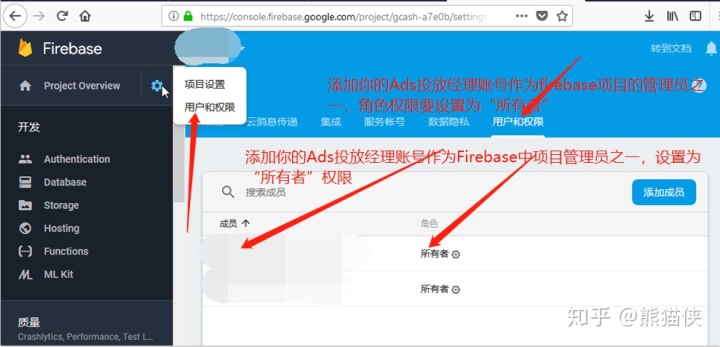 https://console.firebase.google.com/project/gcash-a7e0b/settings
Firebase
转到文档
Project Overview
项目设置
用户和权限
添加你的Ads投放经理账号作为firebase项目的管理员之
一，角色权限要设置为“所有者”
云消息传递
集成
服务帐号
数据隐私
用户和权限
开发
Authentication
Database
Storage
Hosting
Functions
ML Kit
质量
Crashlytics, Performance, Test L...
添加你的Ads投放经理账号作为Firebase中项目管理员之一，设置为
“所有者”权限
搜索成员
添加成员
成员
角色
所有者
所有者
知乎 @熊猫侠